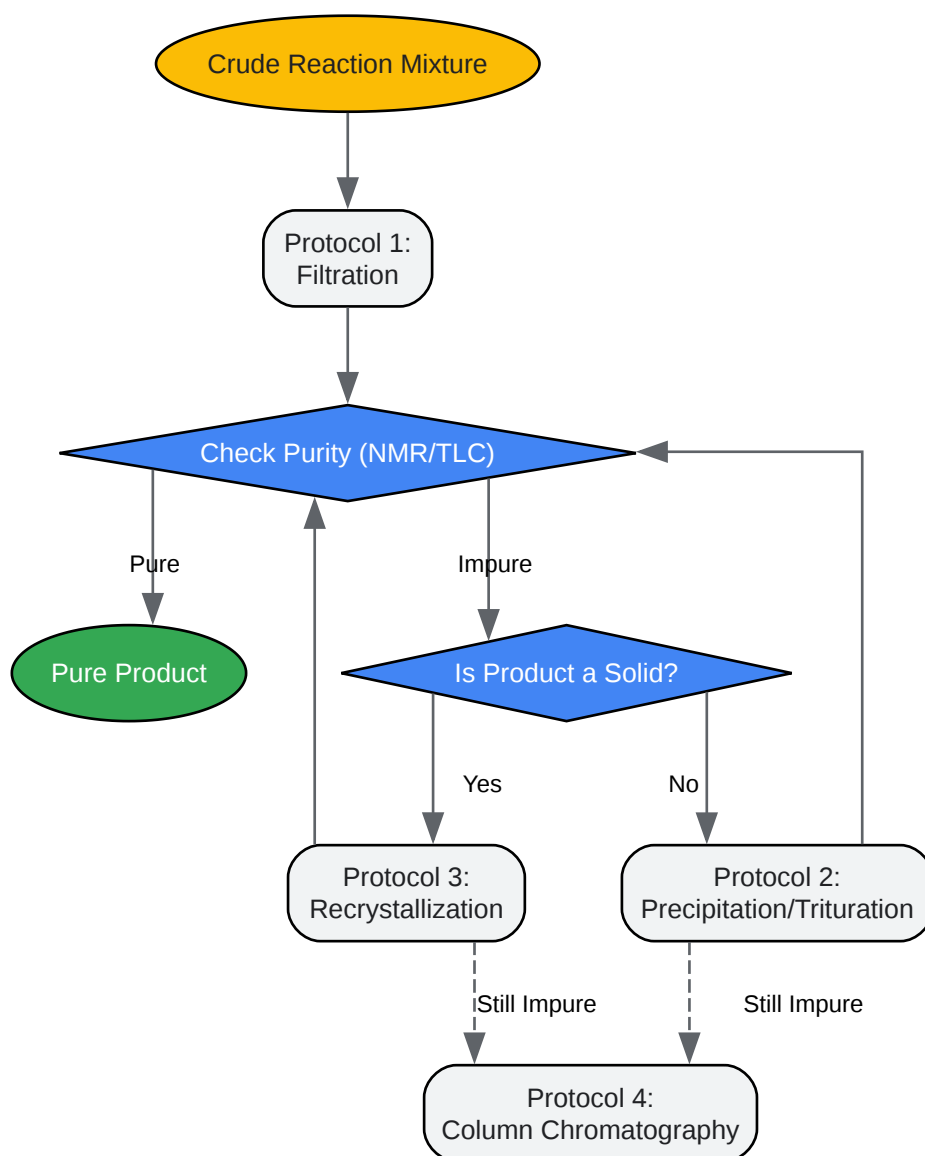 Crude Reaction Mixture
Protocol 1:
Filtration
Check Purity (NMR/TLC)
Pure
Impure
Pure Product
Is Product a Solid?
Yes
No
Protocol 3:
Recrystallization
Protocol 2:
Precipitation/Trituration
Still Impure
Still Impure
Protocol 4:
Column Chromatography